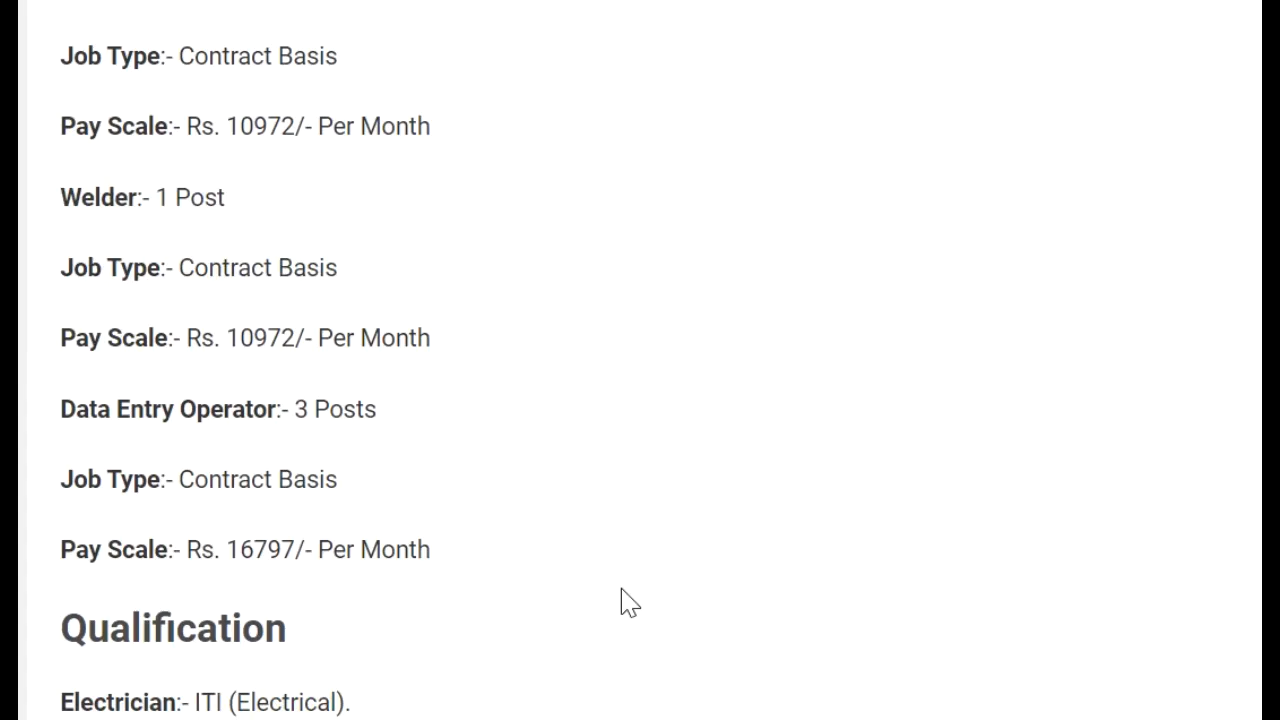 Job Type:- Contract Basis
Pay Scale:- Rs. 10972/- Per Month
Welder:- 1 Post
Job Type:- Contract Basis
Pay Scale:- Rs. 10972/- Per Month
Data Entry Operator:- 3 Posts
Job Type:- Contract Basis
Pay Scale:- Rs. 16797/- Per Month
Qualification
Electrician:- ITI (Electrical).